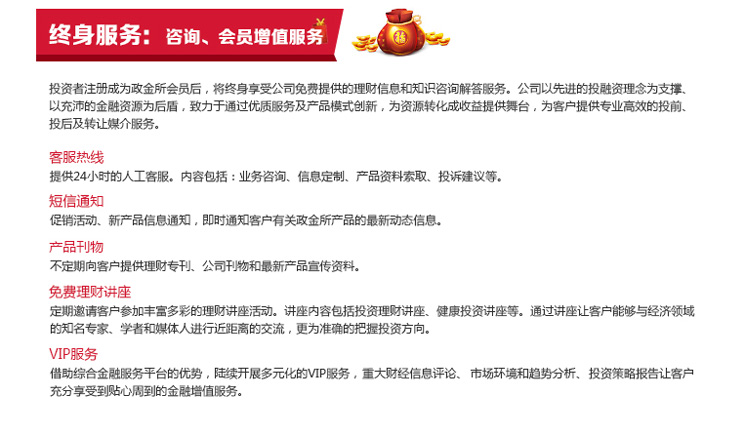 终身服务：咨询、会员增值服务
福
投资者注册成为政金所会员后，将终身享受公司免费提供的理财信息和知识咨询解答服务。公司以先进的投融资理念为支撑、
以充沛的金融资源为后盾，致力于通过优质服务及产品模式创新，为资源转化成收益提供舞台，为客户提供专业高效的投前、
投后及转让媒介服务。
客服热线
提供24小时的人工客服。内容包括：业务咨询、信息定制、产品资料索取、投诉建议等。
短信通知
促销活动、新产品信息通知，即时通知客户有关政金所产品的最新动态信息。
产品刊物
不定期向客户提供理财专刊、公司刊物和最新产品宣传资料。
免费理财讲座
定期邀请客户参加丰富多彩的理财讲座活动。讲座内容包括投资理财讲座、健康投资讲座等。通过讲座让客户能够与经济领域
的知名专家、学者和媒体人进行近距离的交流，更为准确的把握投资方向。
VIP服务
借助综合金融服务平台的优势，陆续开展多元化的VIP服务，重大财经信息评论、市场环境和趋势分析、投资策略报告让客户
充分享受到贴心周到的金融增值服务。